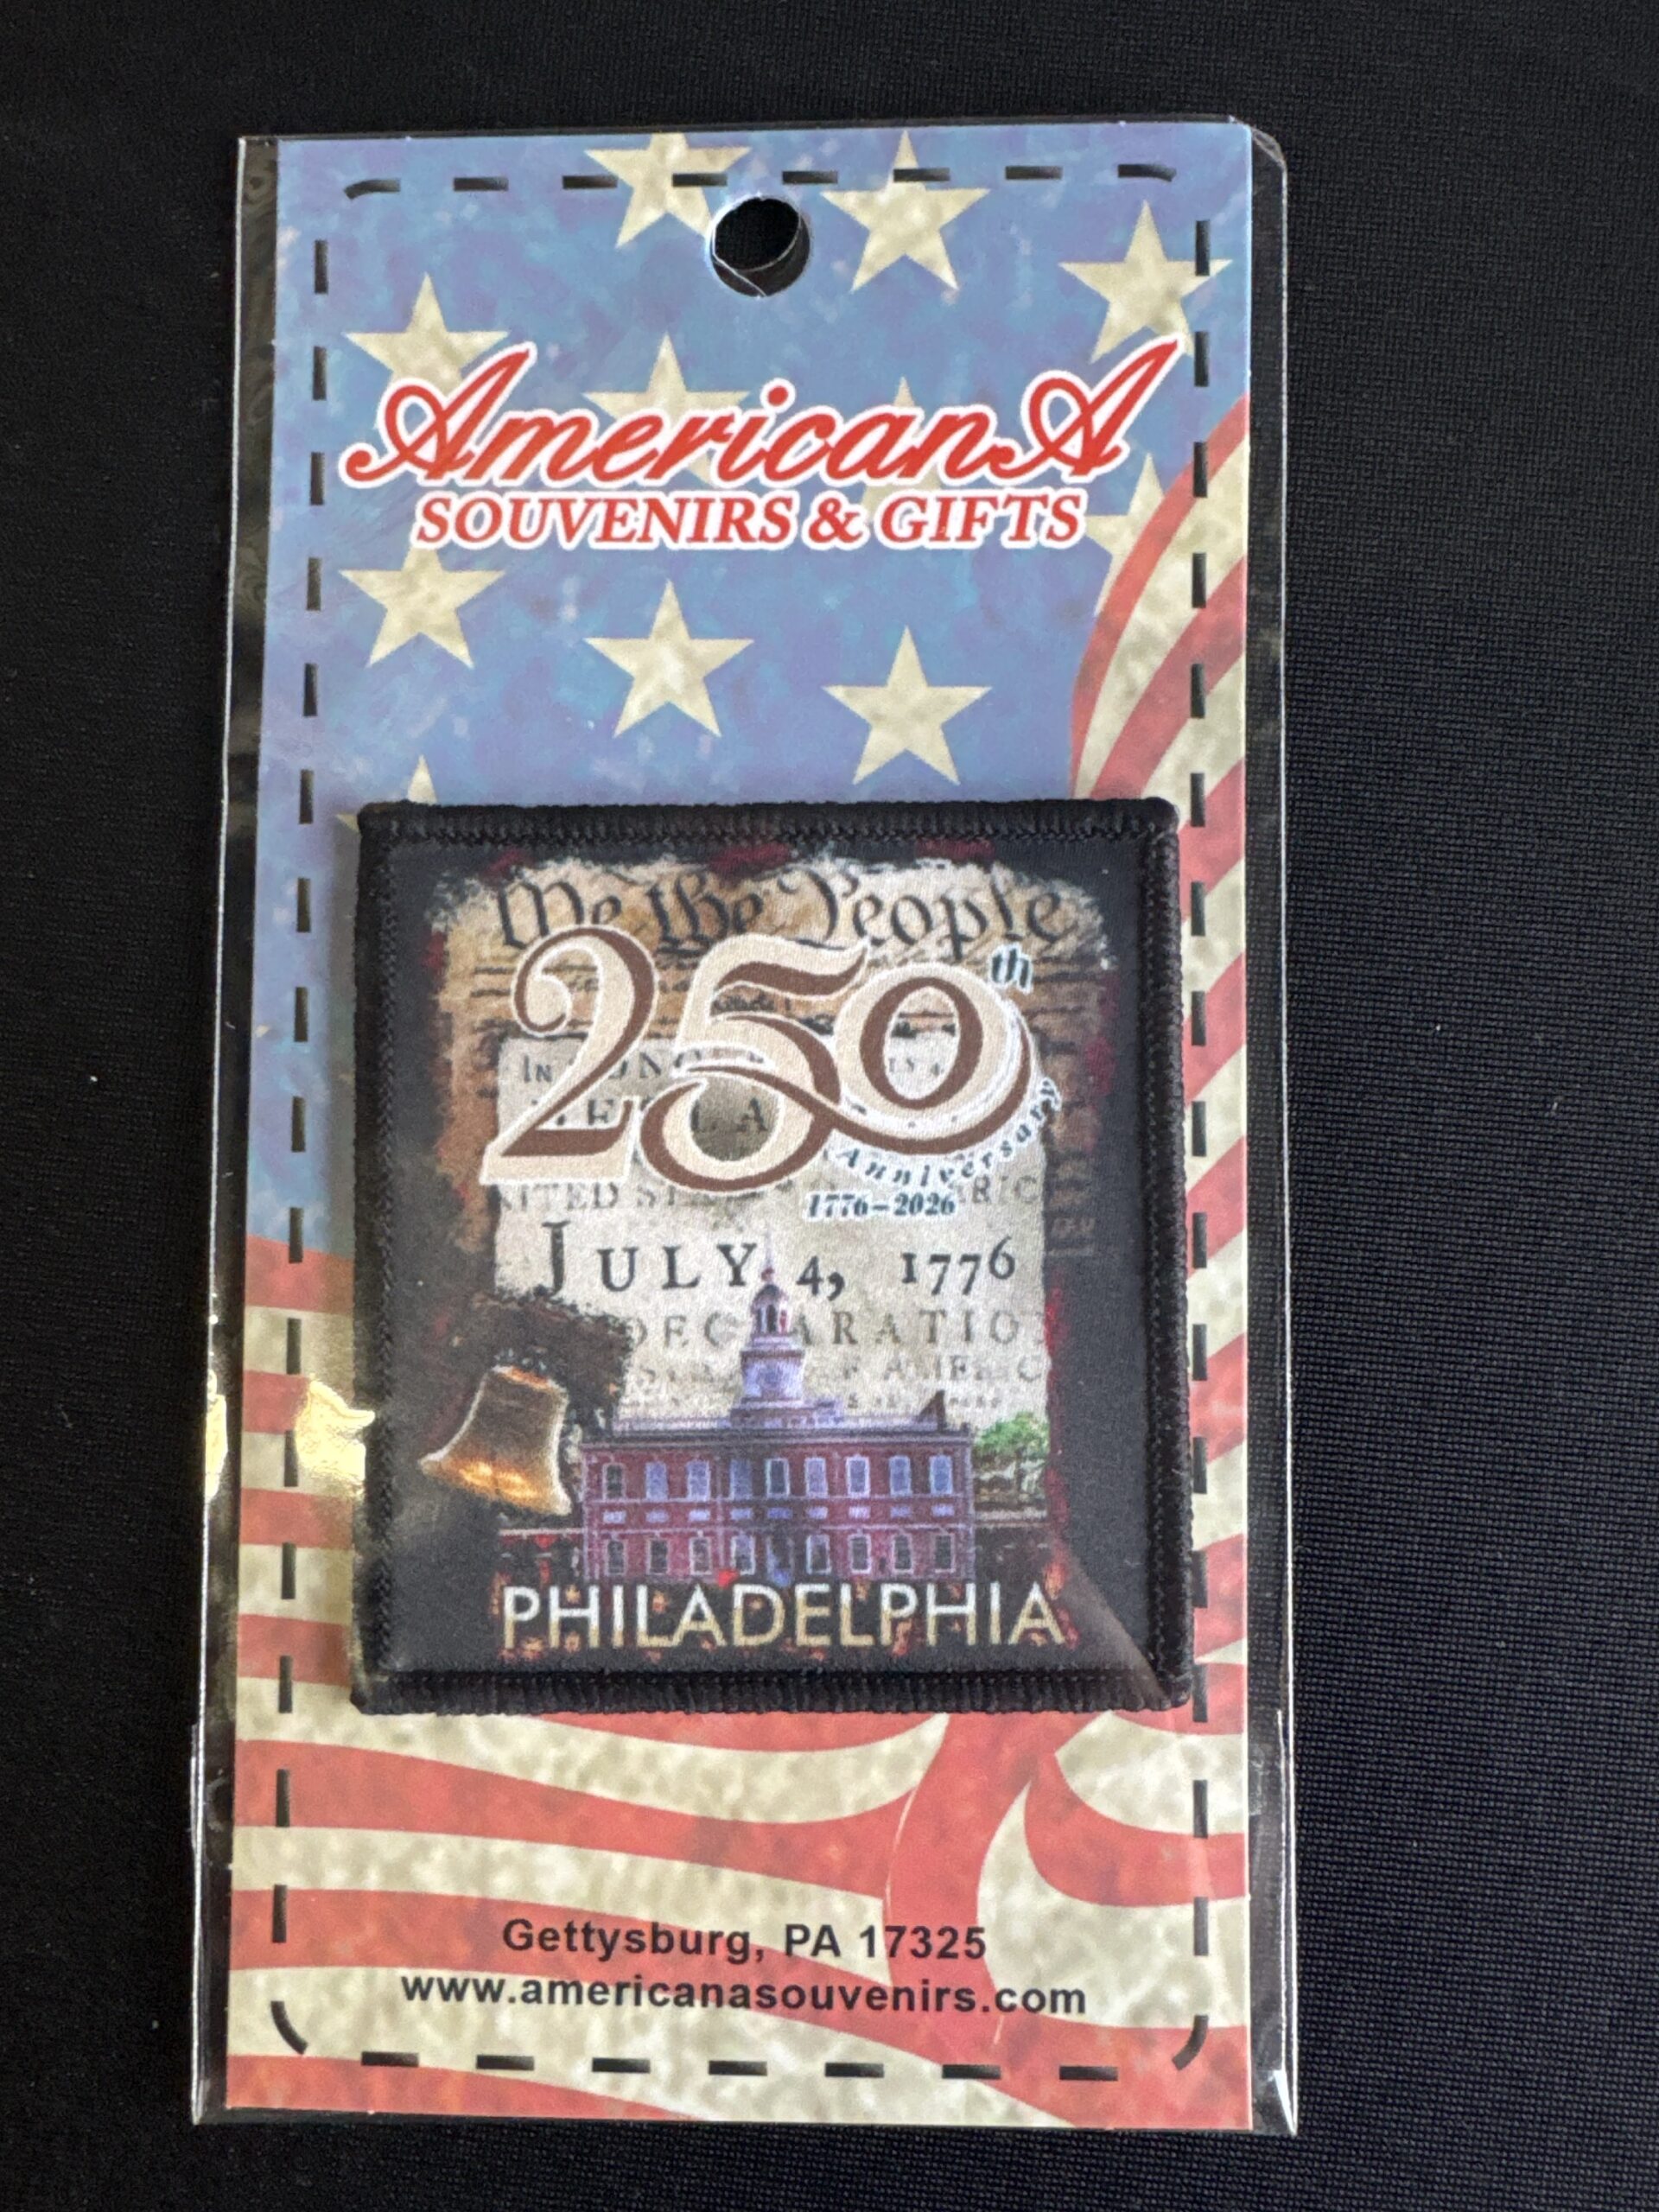 AmericanA
SOUVENIRS & GIFTS
We the People
250th
In
Anniversary
1776-2026
July 4, 1776
PHILADELPHIA
Gettysburg, PA 17325
www.americanasouvenirs.com